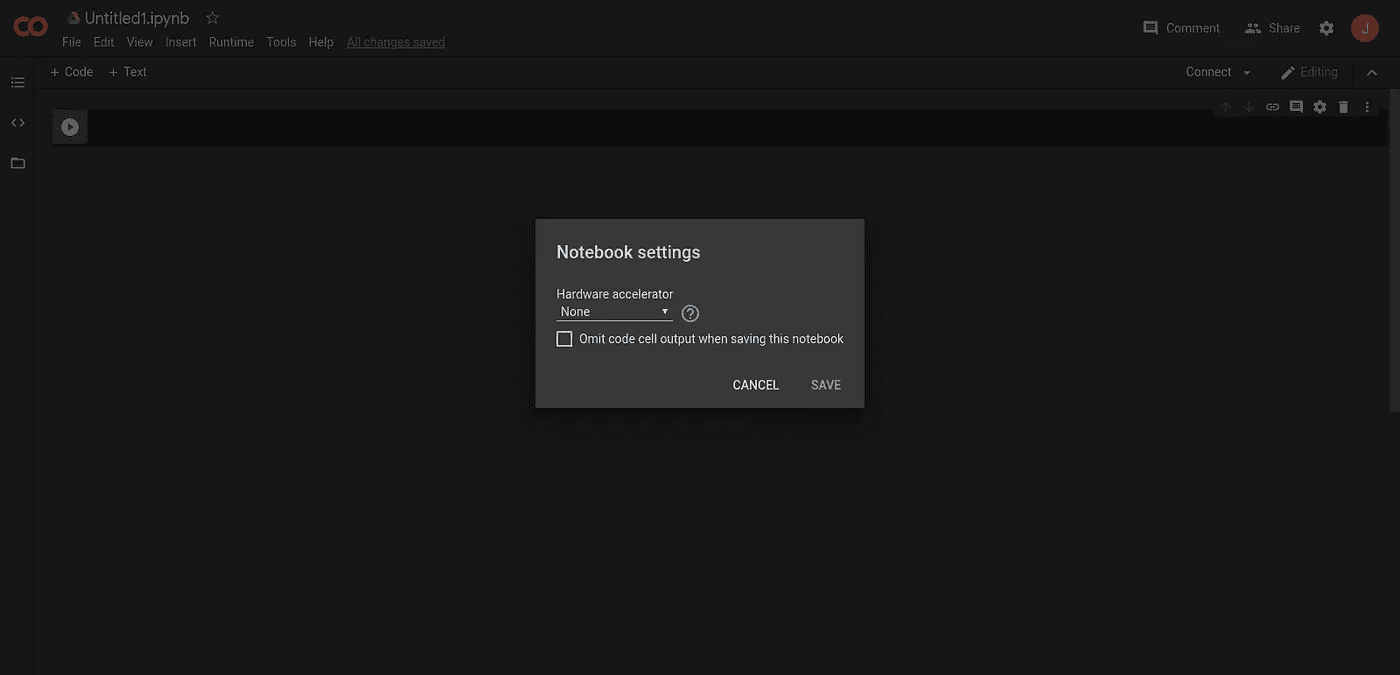 Untitled1.ipynb
File Edit View Insert Runtime Tools Help All changes saved
Comment Share J
+ Code + Text
Connect Editing
Notebook settings
Hardware accelerator
None
Omit code cell output when saving this notebook
CANCEL SAVE